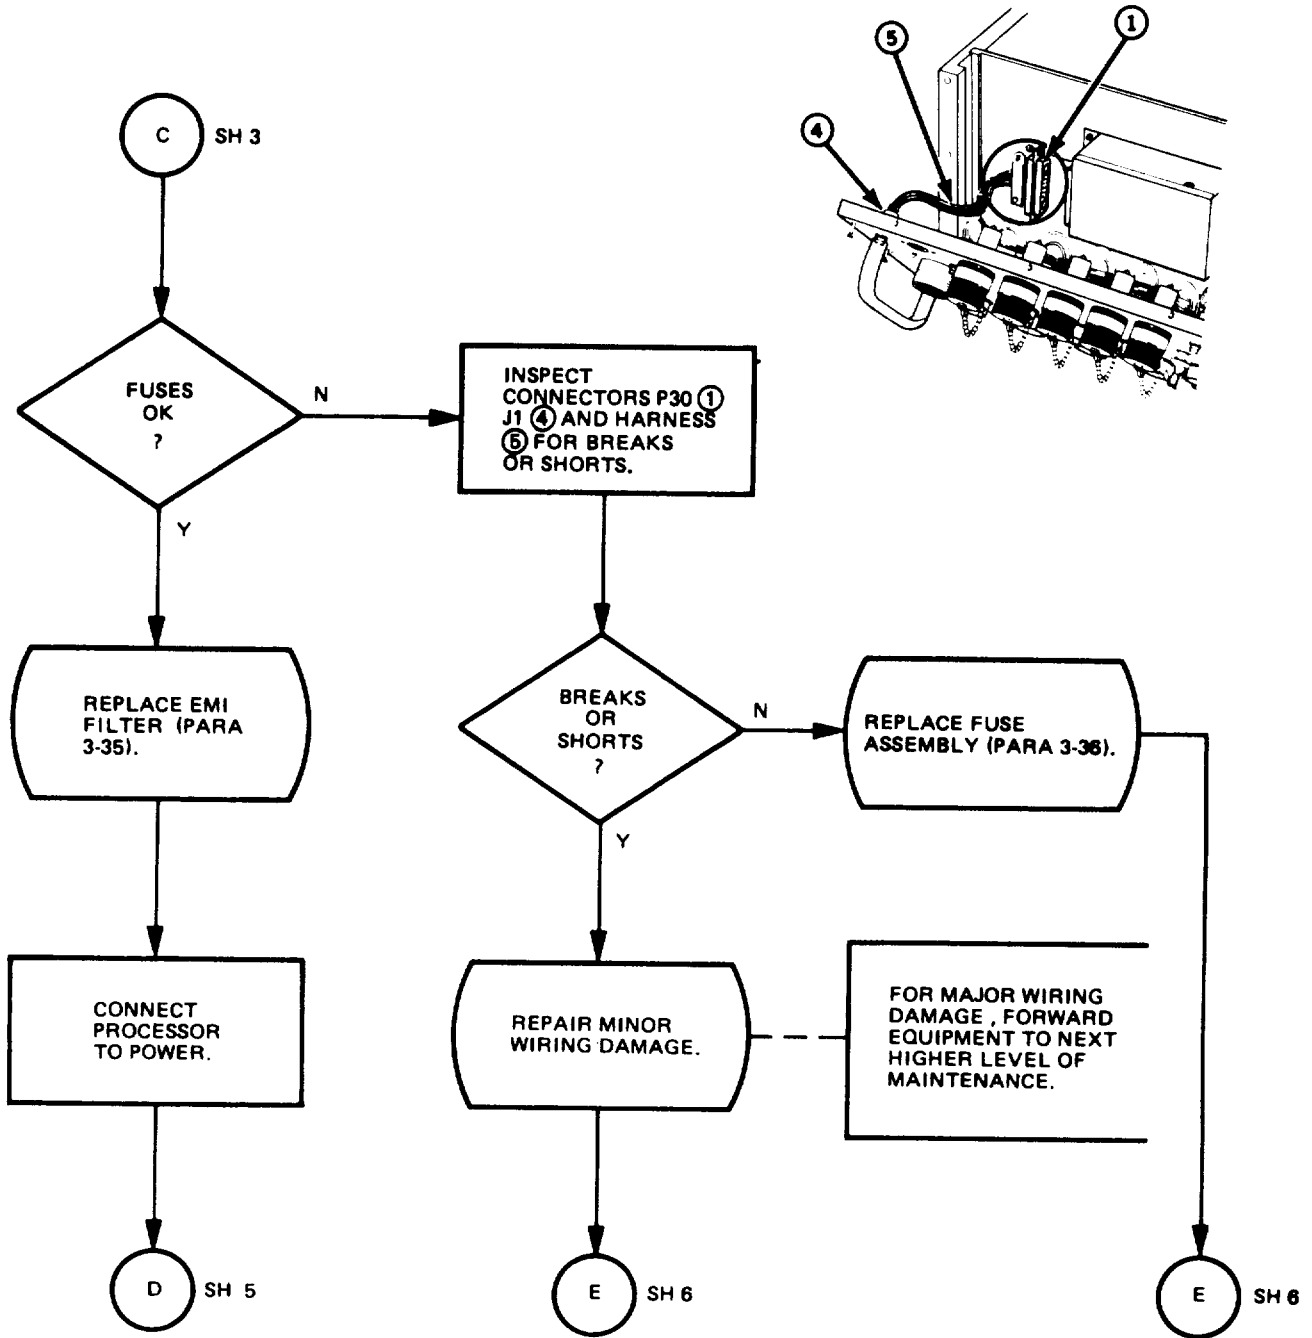 1
5
4
C SH 3
FUSES
OK
?
N
Y
INSPECT
CONNECTORS P30 ①
J1 ④ AND HARNESS
⑤ FOR BREAKS
OR SHORTS.
REPLACE EMI
FILTER (PARA
3-35).
BREAKS
OR
SHORTS
?
N
Y
REPLACE FUSE
ASSEMBLY (PARA 3-36).
CONNECT
PROCESSOR
TO POWER.
REPAIR MINOR
WIRING DAMAGE.
FOR MAJOR WIRING
DAMAGE, FORWARD
EQUIPMENT TO NEXT
HIGHER LEVEL OF
MAINTENANCE.
D SH 5
E SH 6
E SH 6